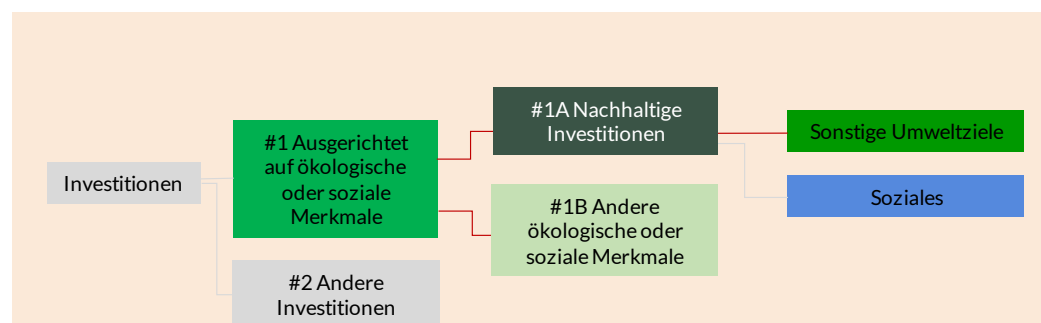 Investitionen
#1 Ausgerichtet
auf ökologische
oder soziale
Merkmale
#2 Andere
Investitionen
#1A Nachhaltige
Investitionen
#1B Andere
ökologische oder
soziale Merkmale
Sonstige Umweltziele
Soziales